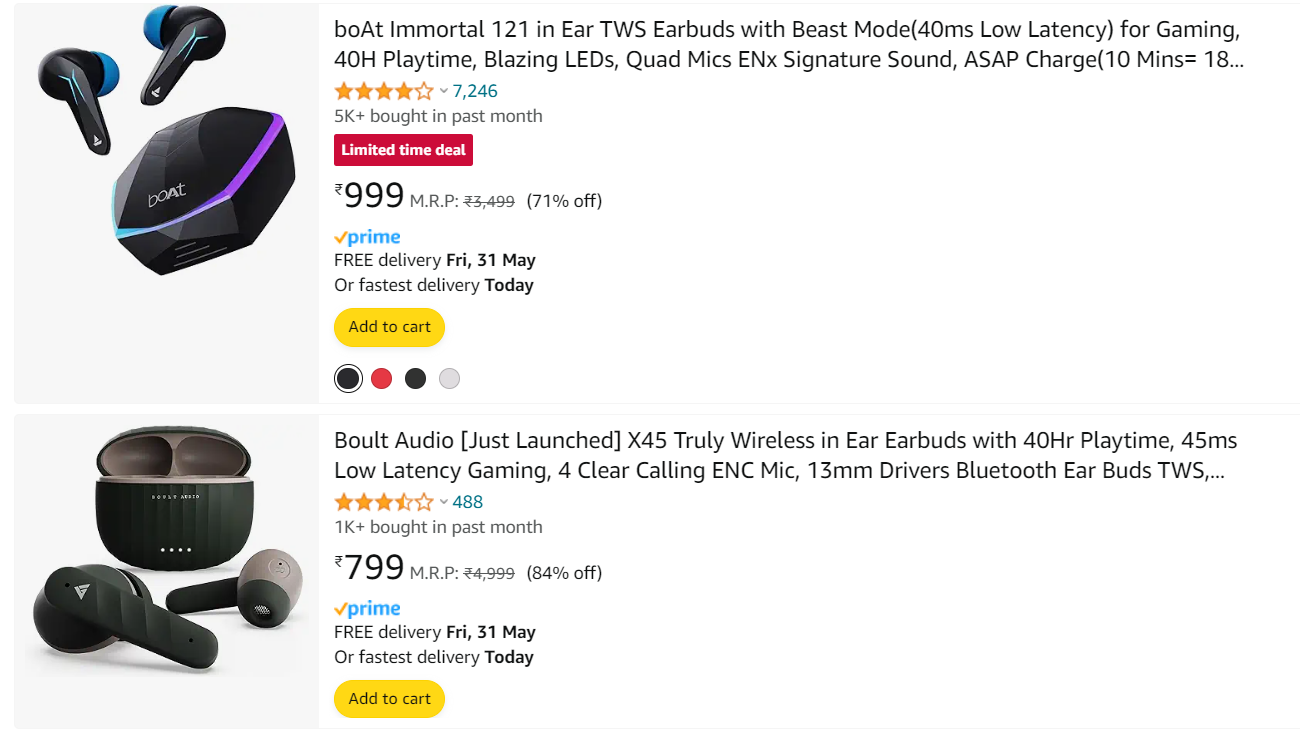 boAt Immortal 121 in Ear TWS Earbuds with Beast Mode(40ms Low Latency) for Gaming,
40H Playtime, Blazing LEDs, Quad Mics ENx Signature Sound, ASAP Charge(10 Mins= 18...
7,246
5K+ bought in past month
Limited time deal
₹999 M.R.P: ₹3,499 (71% off)
prime
FREE delivery Fri, 31 May
Or fastest delivery Today
Add to cart
boAt
Boult Audio [Just Launched] X45 Truly Wireless in Ear Earbuds with 40Hr Playtime, 45ms
Low Latency Gaming, 4 Clear Calling ENC Mic, 13mm Drivers Bluetooth Ear Buds TWS,...
488
1K+ bought in past month
₹799 M.R.P: ₹4,999 (84% off)
prime
FREE delivery Fri, 31 May
Or fastest delivery Today
Add to cart
BOULT AUDIO